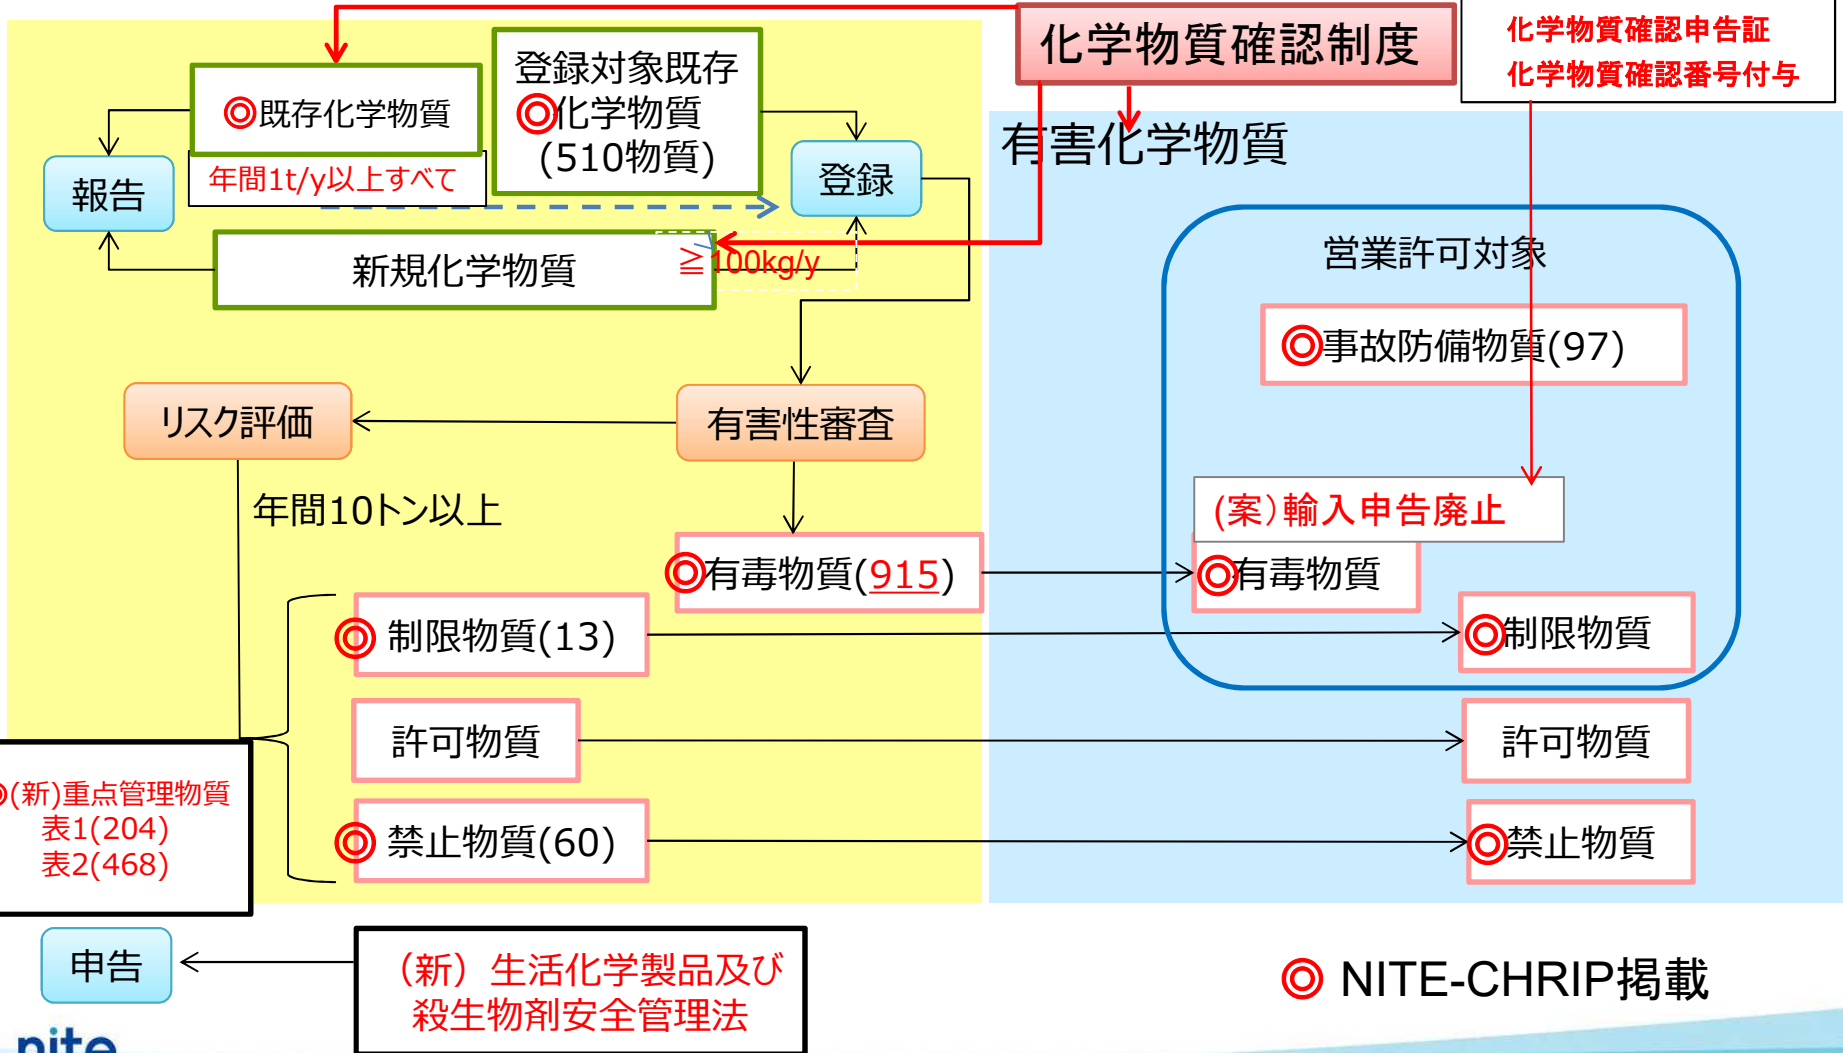 化学物質確認制度
化学物質確認申告証
化学物質確認番号付与
◎既存化学物質
年間1t/y以上すべて
登録対象既存
◎化学物質
(510物質)
報告
登録
新規化学物質
≧100kg/y
有害化学物質
営業許可対象
◎事故防備物質(97)
リスク評価
有害性審査
年間10トン以上
(案)輸入申告廃止
◎有毒物質(915)
◎有毒物質
◎制限物質(13)
◎制限物質
許可物質
許可物質
◎禁止物質(60)
◎禁止物質
◎(新)重点管理物質
表1(204)
表2(468)
申告
（新）生活化学製品及び
殺生物剤安全管理法
◎ NITE-CHRIP掲載
nite